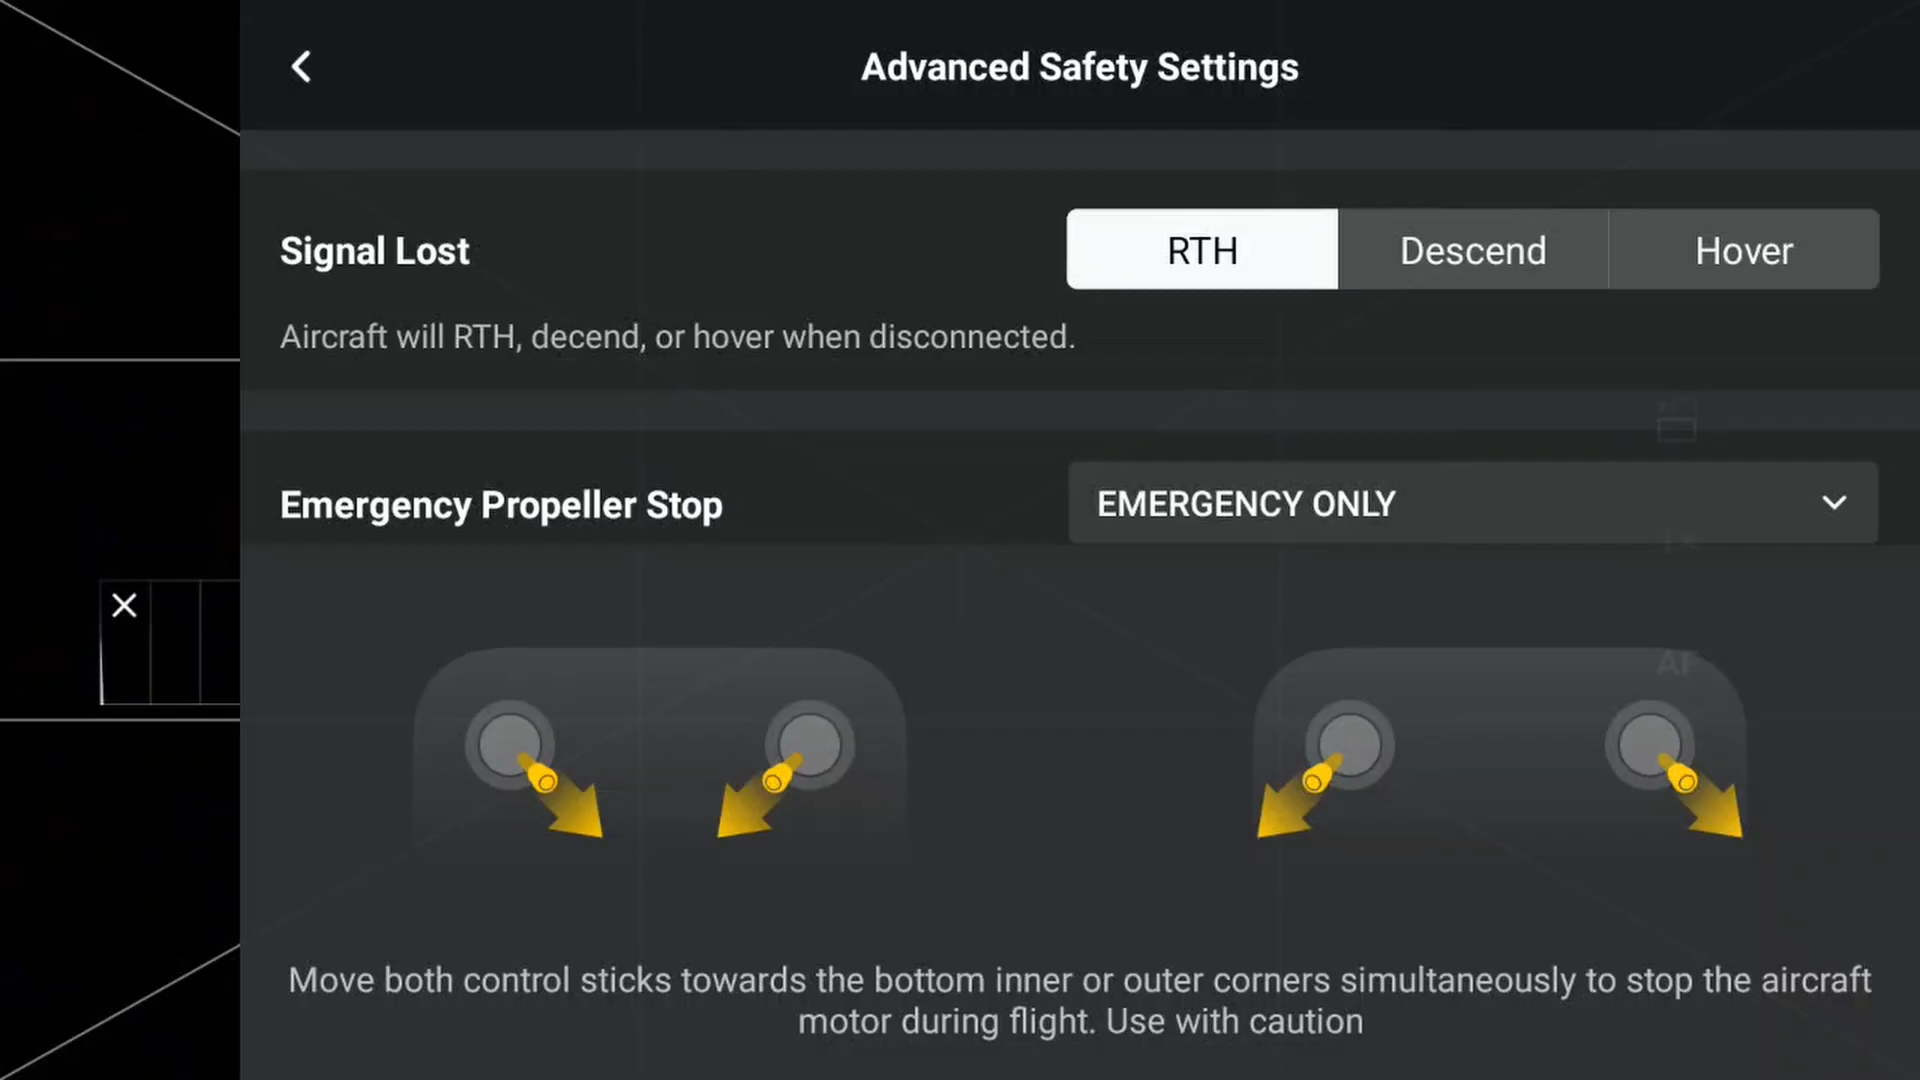 Advanced Safety Settings
Signal Lost
RTH
Descend
Hover
Aircraft will RTH, decend, or hover when disconnected.
Emergency Propeller Stop
EMERGENCY ONLY
AF
Move both control sticks towards the bottom inner or outer corners simultaneously to stop the aircraft
motor during flight. Use with caution